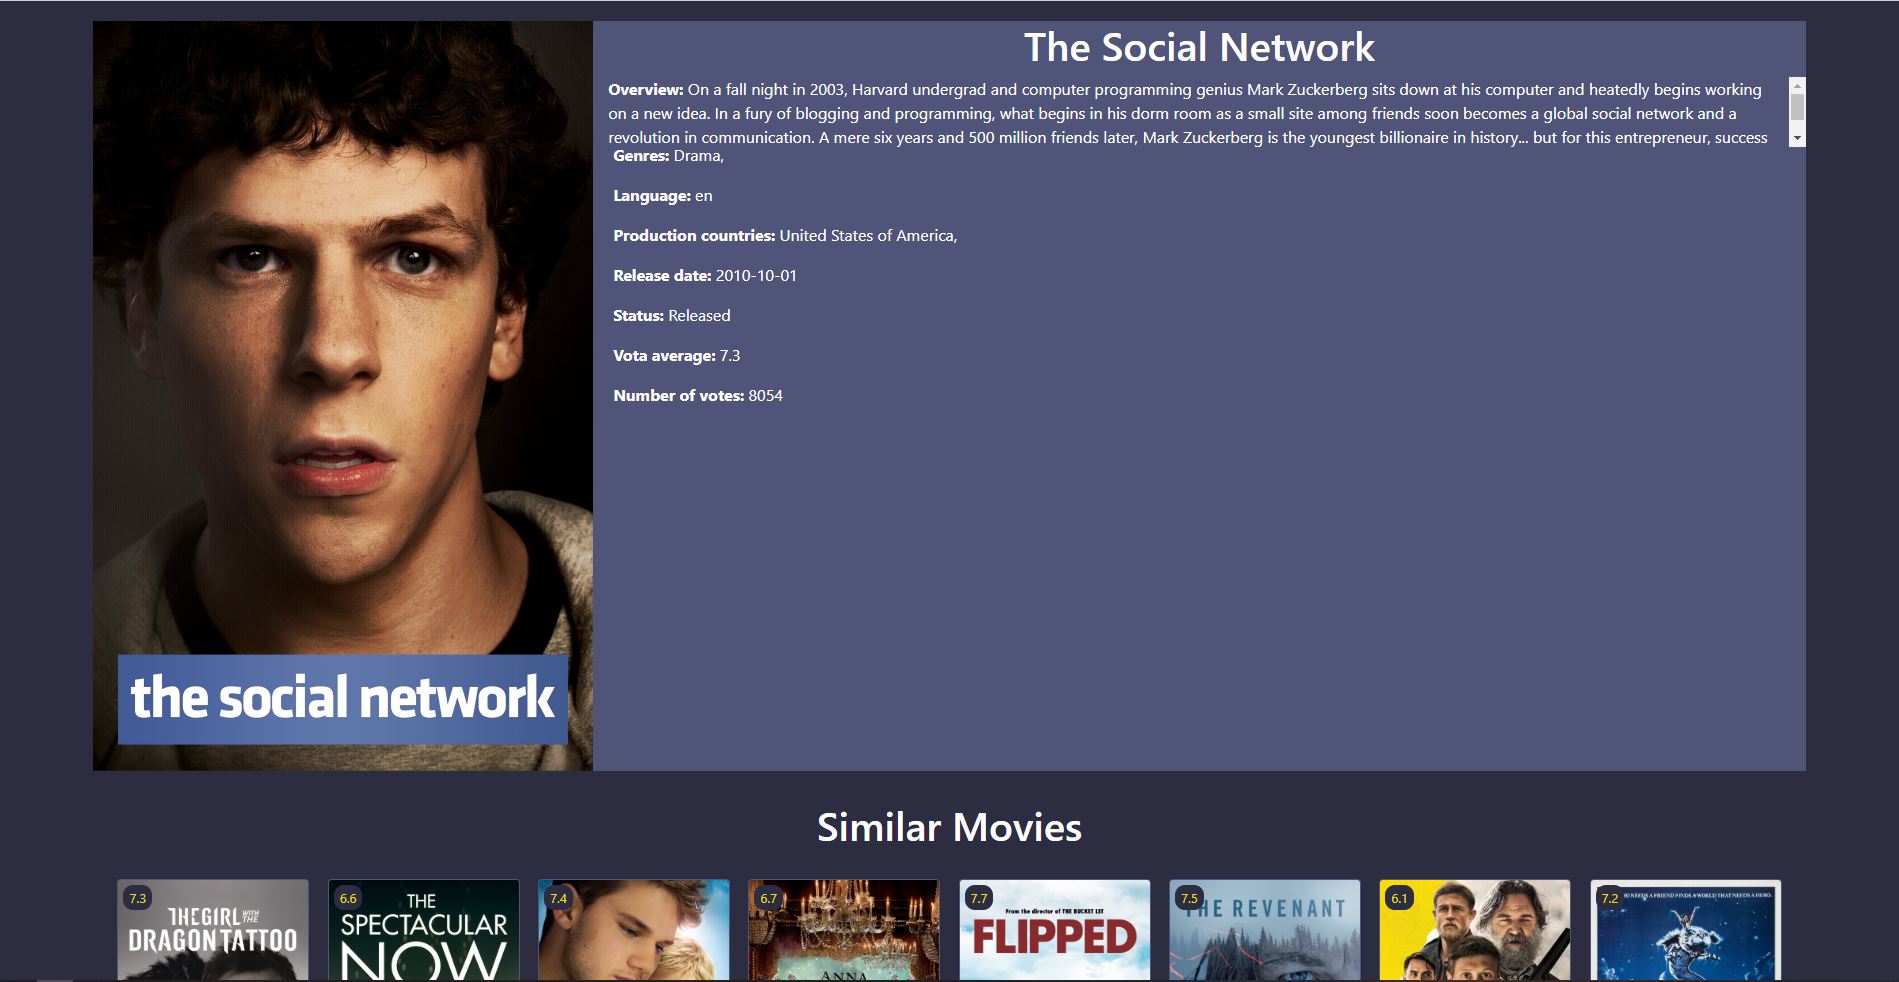 The Social Network
Overview: On a fall night in 2003, Harvard undergrad and computer programming genius Mark Zuckerberg sits down at his computer and heatedly begins working
on a new idea. In a fury of blogging and programming, what begins in his dorm room as a small site among friends soon becomes a global social network and a
revolution in communication. A mere six years and 500 million friends later, Mark Zuckerberg is the youngest billionaire in history... but for this entrepreneur, success
Genres: Drama,
Language: en
Production countries: United States of America,
Release date: 2010-10-01
Status: Released
Vota average: 7.3
Number of votes: 8054
the social network
Similar Movies
7.3
THE GIRL WITH THE
DRAGON TATTOO
6.6
THE
SPECTACULAR
NOW
7.4
6.7
ANNA
7.7
From the director of THE BUCKET LIST
FLIPPED
7.5
THE REVENANT
6.1
7.2
NEEDS A FRIEND FINDS A WORLD THAT NEEDS A HERO.